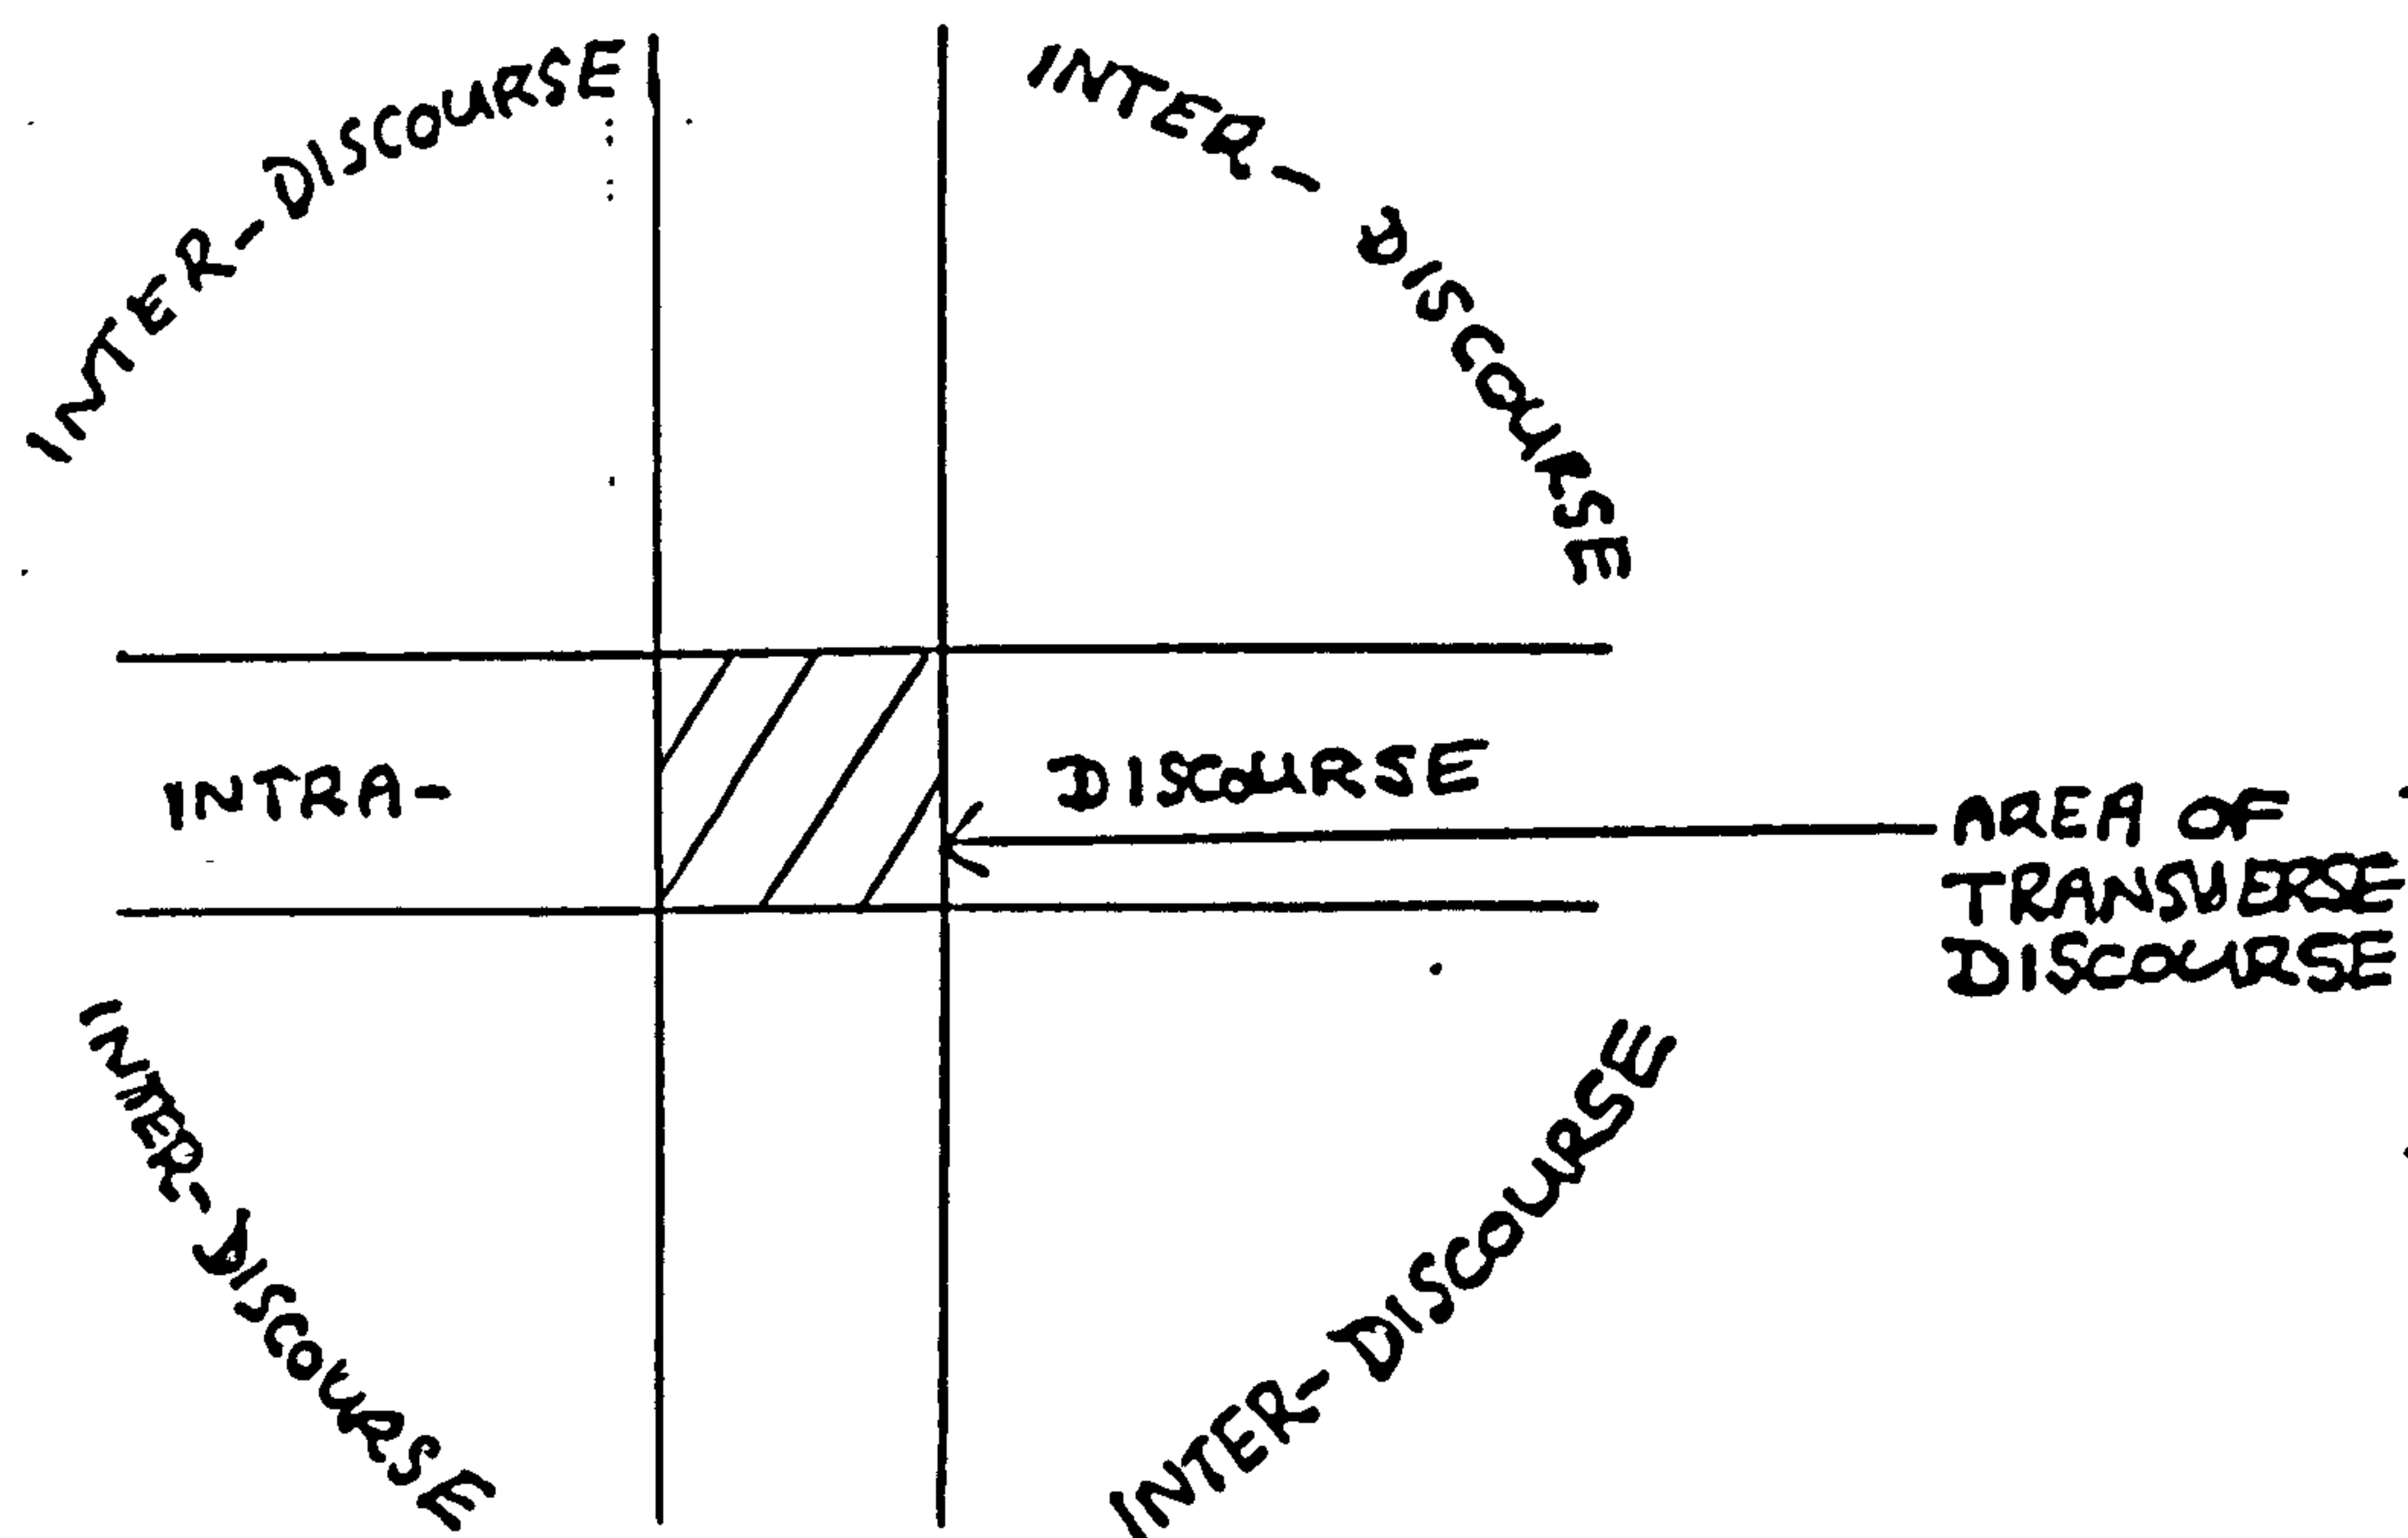 INTER-DISCOURSE
INTER- DISCOURSE
INTRA- DISCOURSE
AREA OF
TRANSVERSE
DISCOURSE
INTER-DISCOURSE
INTER- DISCOURSE